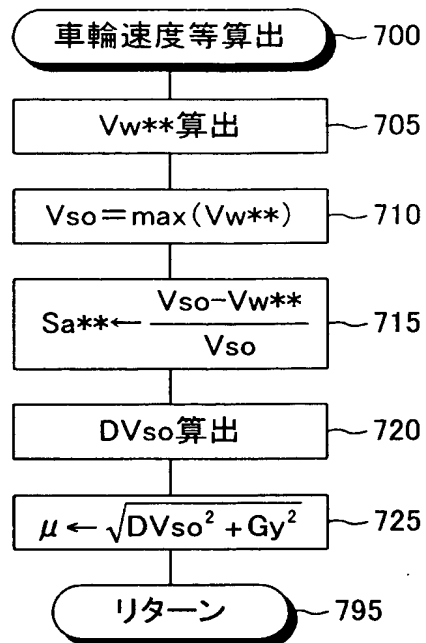 車輪速度等算出 700
Vw**算出 705
Vso=max(Vw**) 710
Sa**←(Vso-Vw**)/Vso 715
DVso算出 720
μ←√(DVso²+Gy²) 725
リターン 795